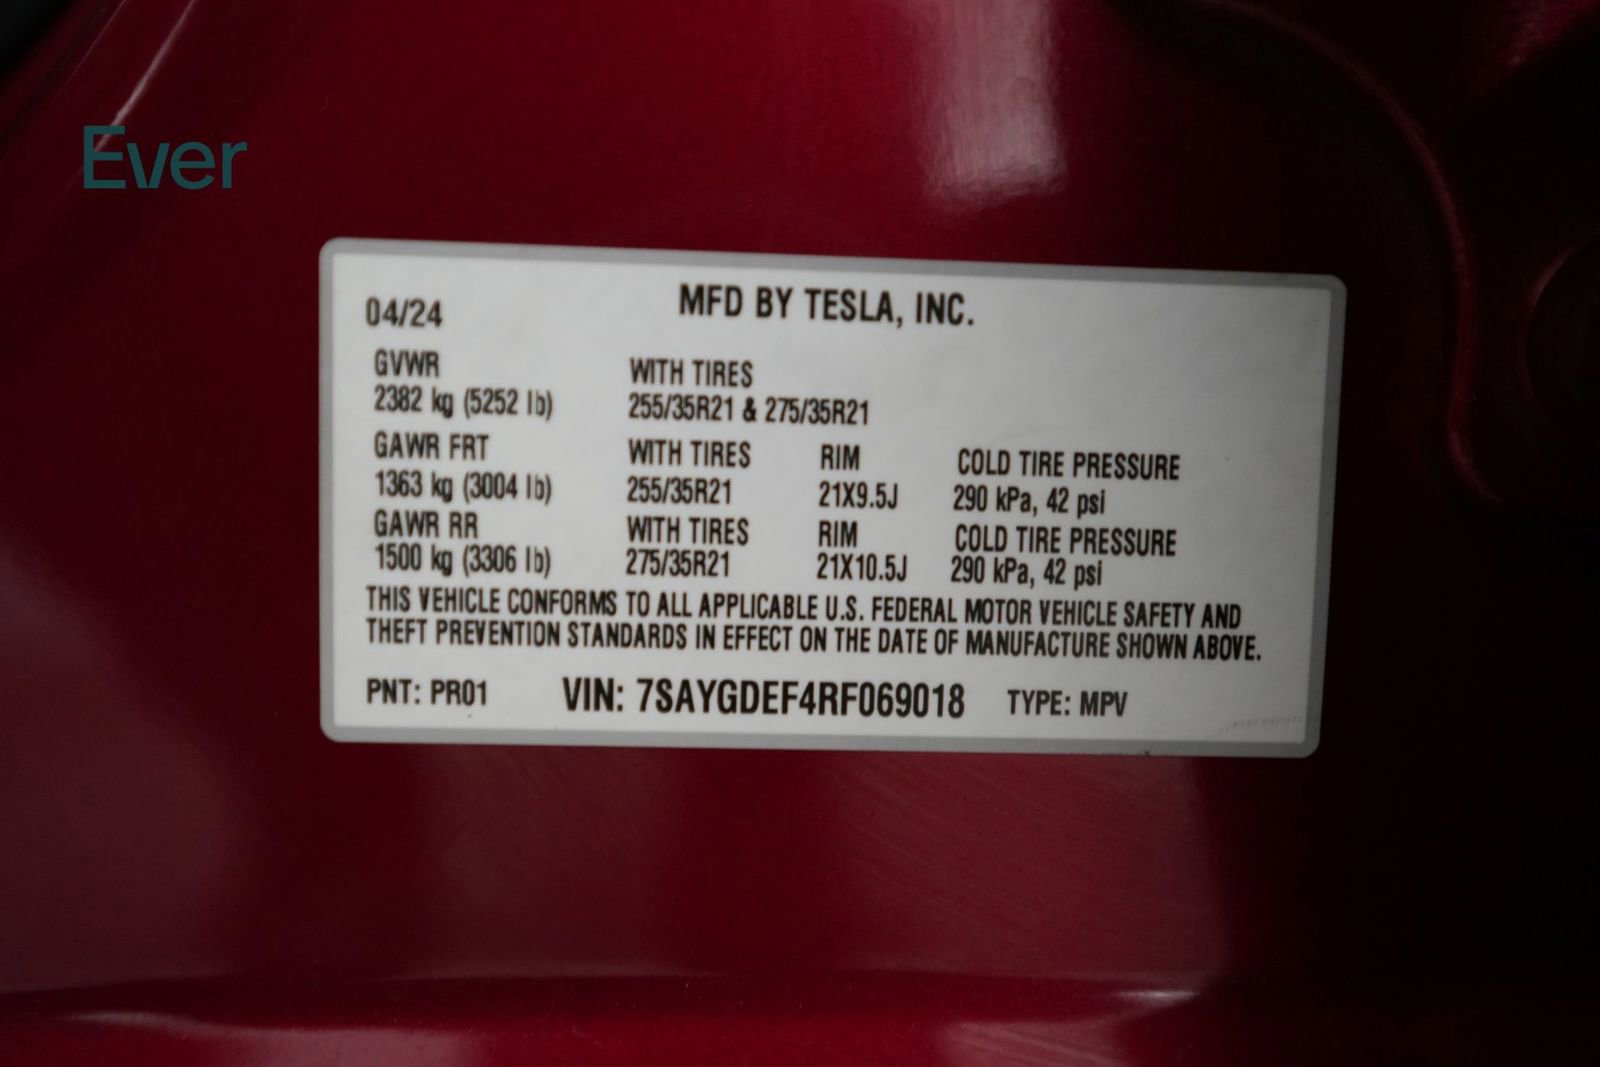 Ever
04/24 MFD BY TESLA, INC.
GVWR WITH TIRES
2382 kg (5252 lb) 255/35R21 & 275/35R21
GAWR FRT WITH TIRES RIM COLD TIRE PRESSURE
1363 kg (3004 lb) 255/35R21 21X9.5J 290 kPa, 42 psi
GAWR RR WITH TIRES RIM COLD TIRE PRESSURE
1500 kg (3306 lb) 275/35R21 21X10.5J 290 kPa, 42 psi
THIS VEHICLE CONFORMS TO ALL APPLICABLE U.S. FEDERAL MOTOR VEHICLE SAFETY AND
THEFT PREVENTION STANDARDS IN EFFECT ON THE DATE OF MANUFACTURE SHOWN ABOVE.
PNT: PR01 VIN: 7SAYGDEF4RF069018 TYPE: MPV